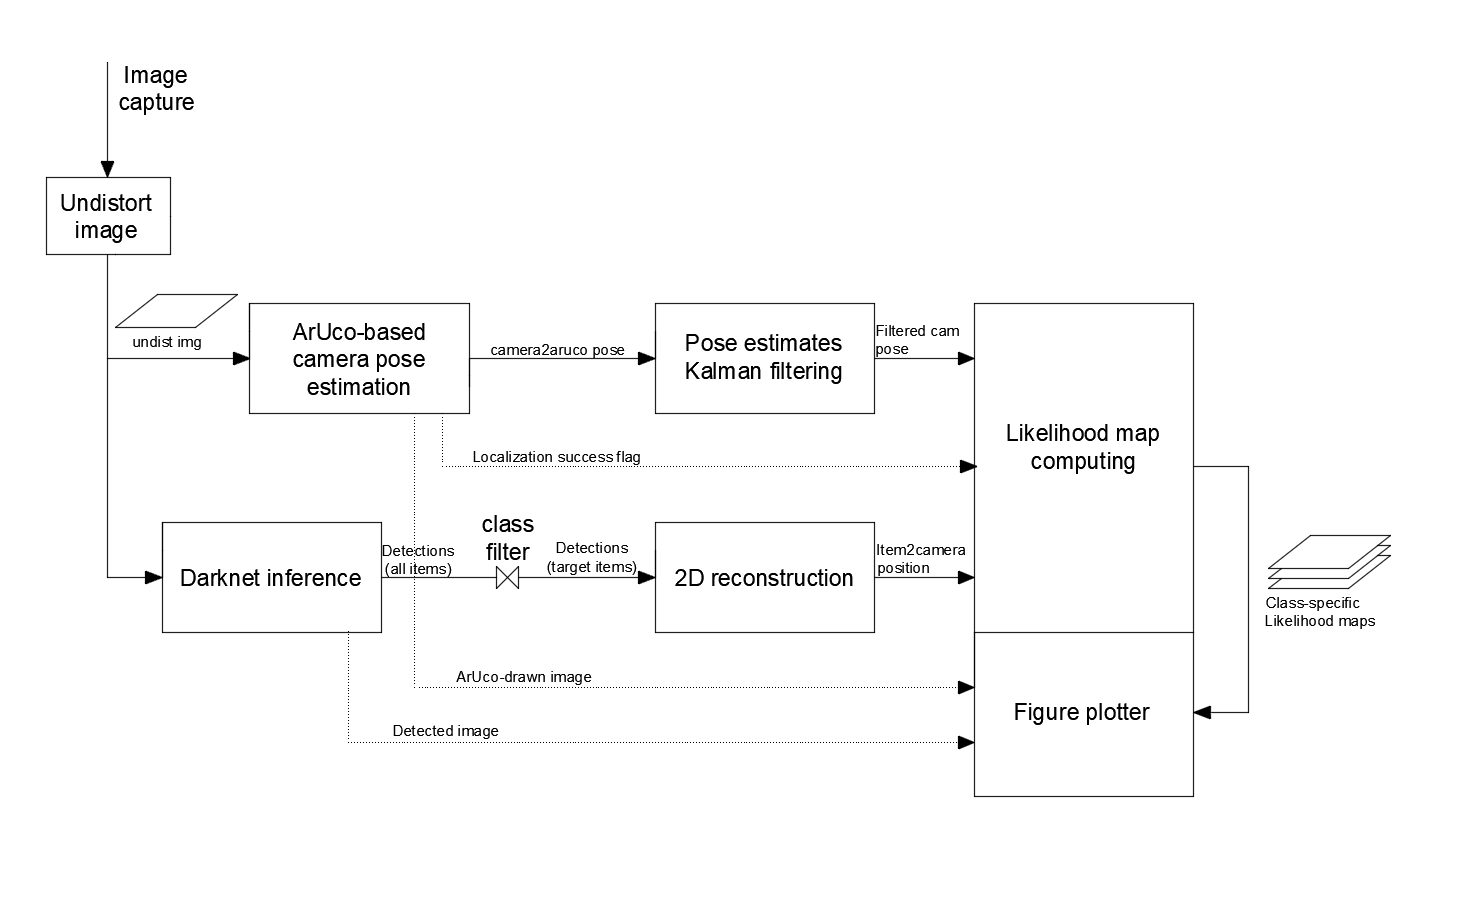 Image
capture
Undistort
image
undist img
ArUco-based
camera pose
estimation
camera2aruco pose
Pose estimates
Kalman filtering
Filtered cam
pose
Likelihood map
computing
Localization success flag
Darknet inference
Detections
(all items)
class
filter
Detections
(target items)
2D reconstruction
Item2camera
position
Class-specific
Likelihood maps
ArUco-drawn image
Detected image
Figure plotter